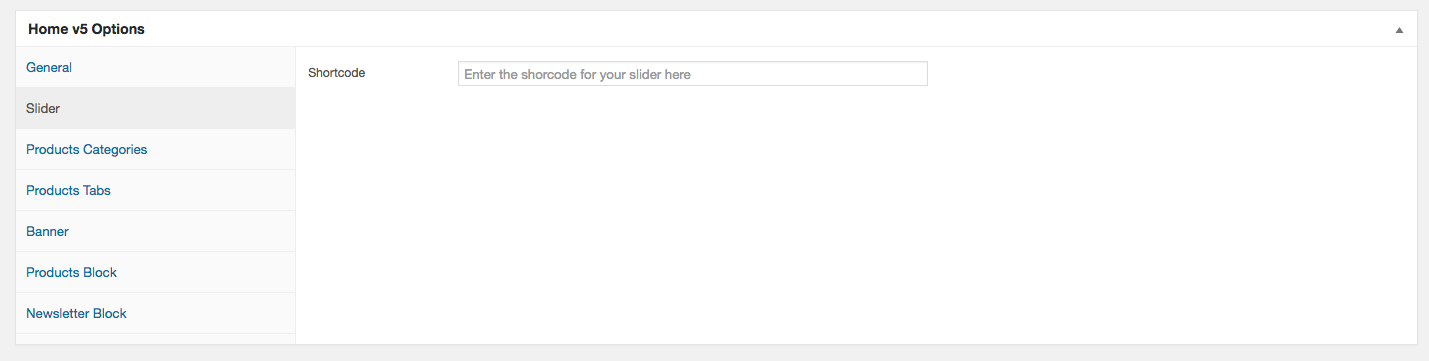 Home v5 Options
General
Shortcode
Enter the shorcode for your slider here
Slider
Products Categories
Products Tabs
Banner
Products Block
Newsletter Block